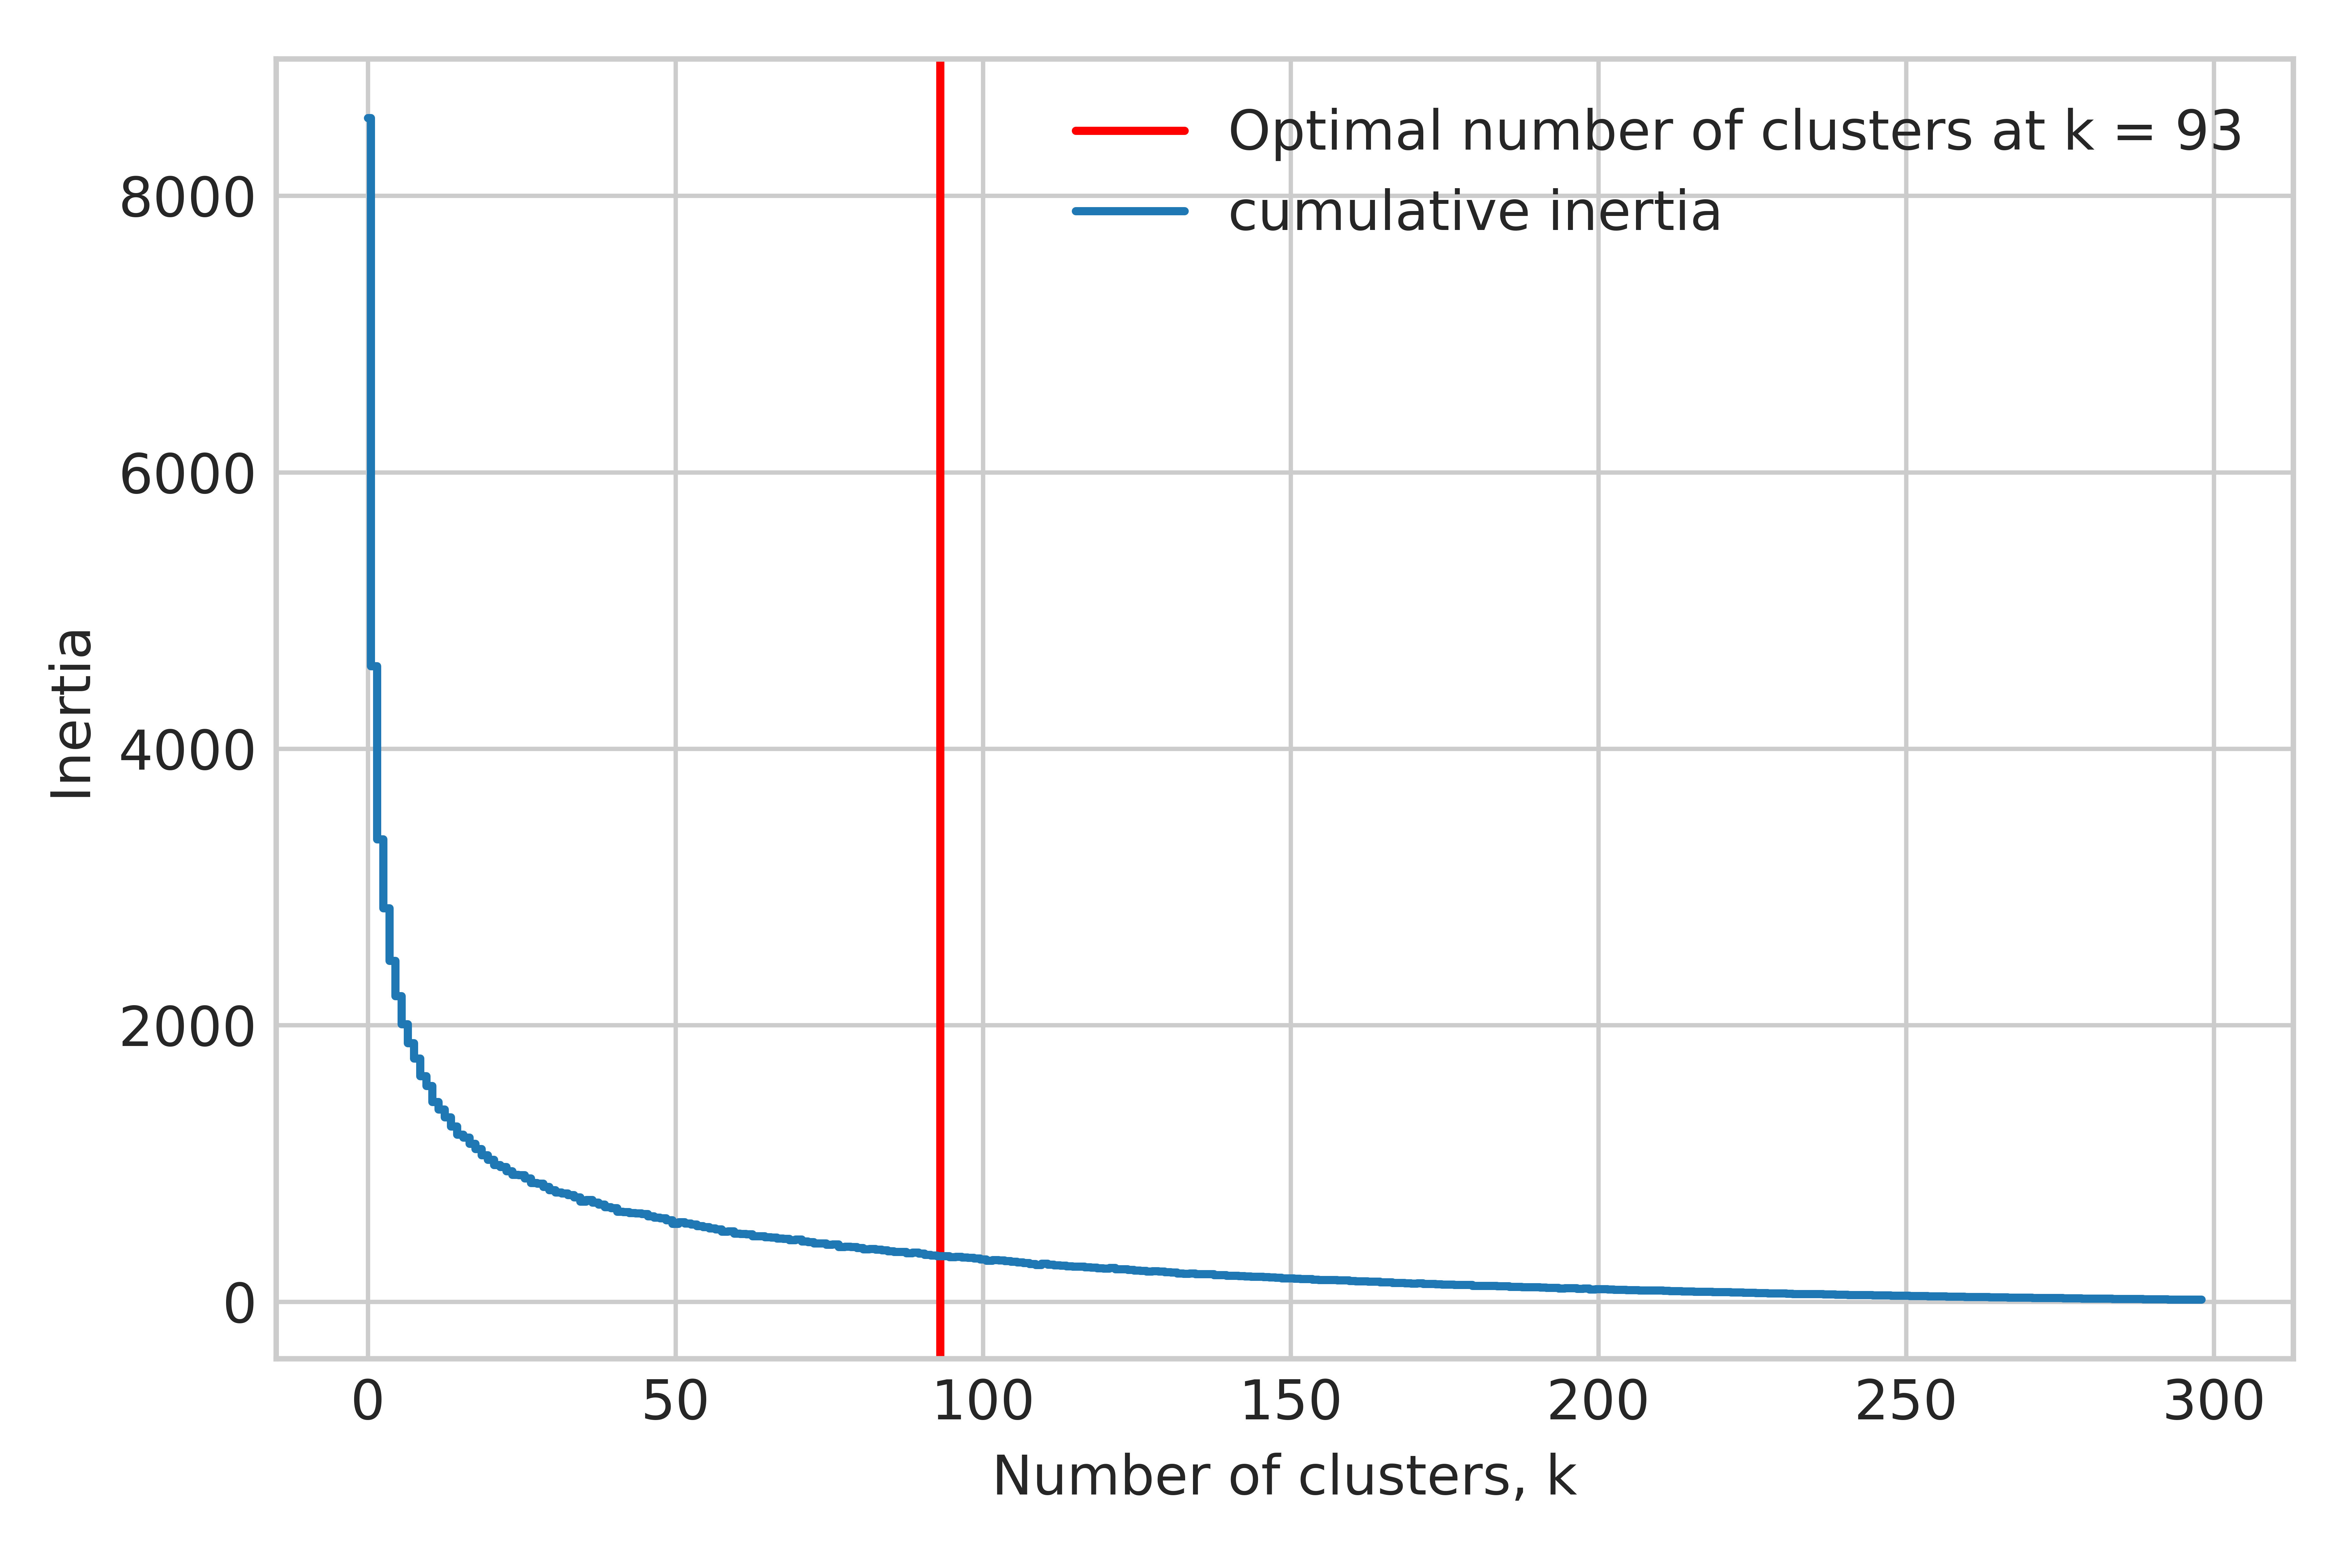 Optimal number of clusters at k = 93
cumulative inertia
8000
6000
4000
2000
0
Inertia
0 50 100 150 200 250 300
Number of clusters, k